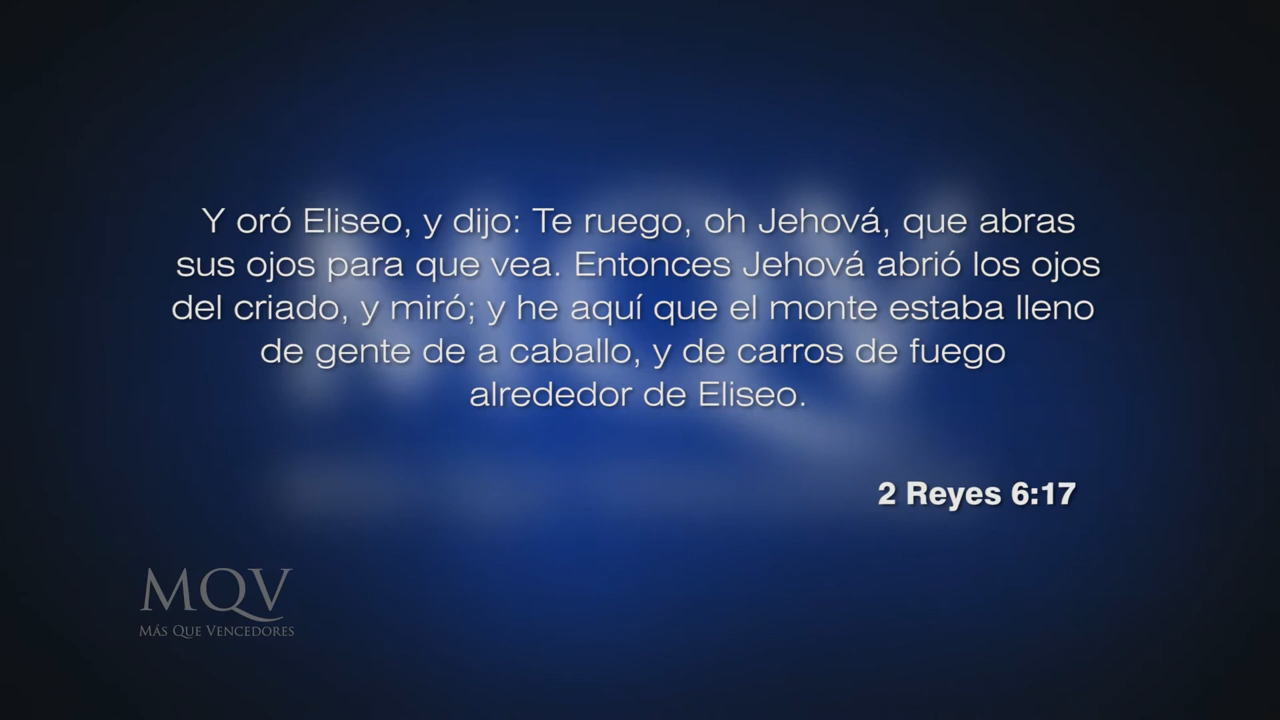 Y oró Eliseo, y dijo: Te ruego, oh Jehová, que abras
sus ojos para que vea. Entonces Jehová abrió los ojos
del criado, y miró; y he aquí que el monte estaba lleno
de gente de a caballo, y de carros de fuego
alrededor de Eliseo.
2 Reyes 6:17
MQV
MÁS QUE VENCEDORES